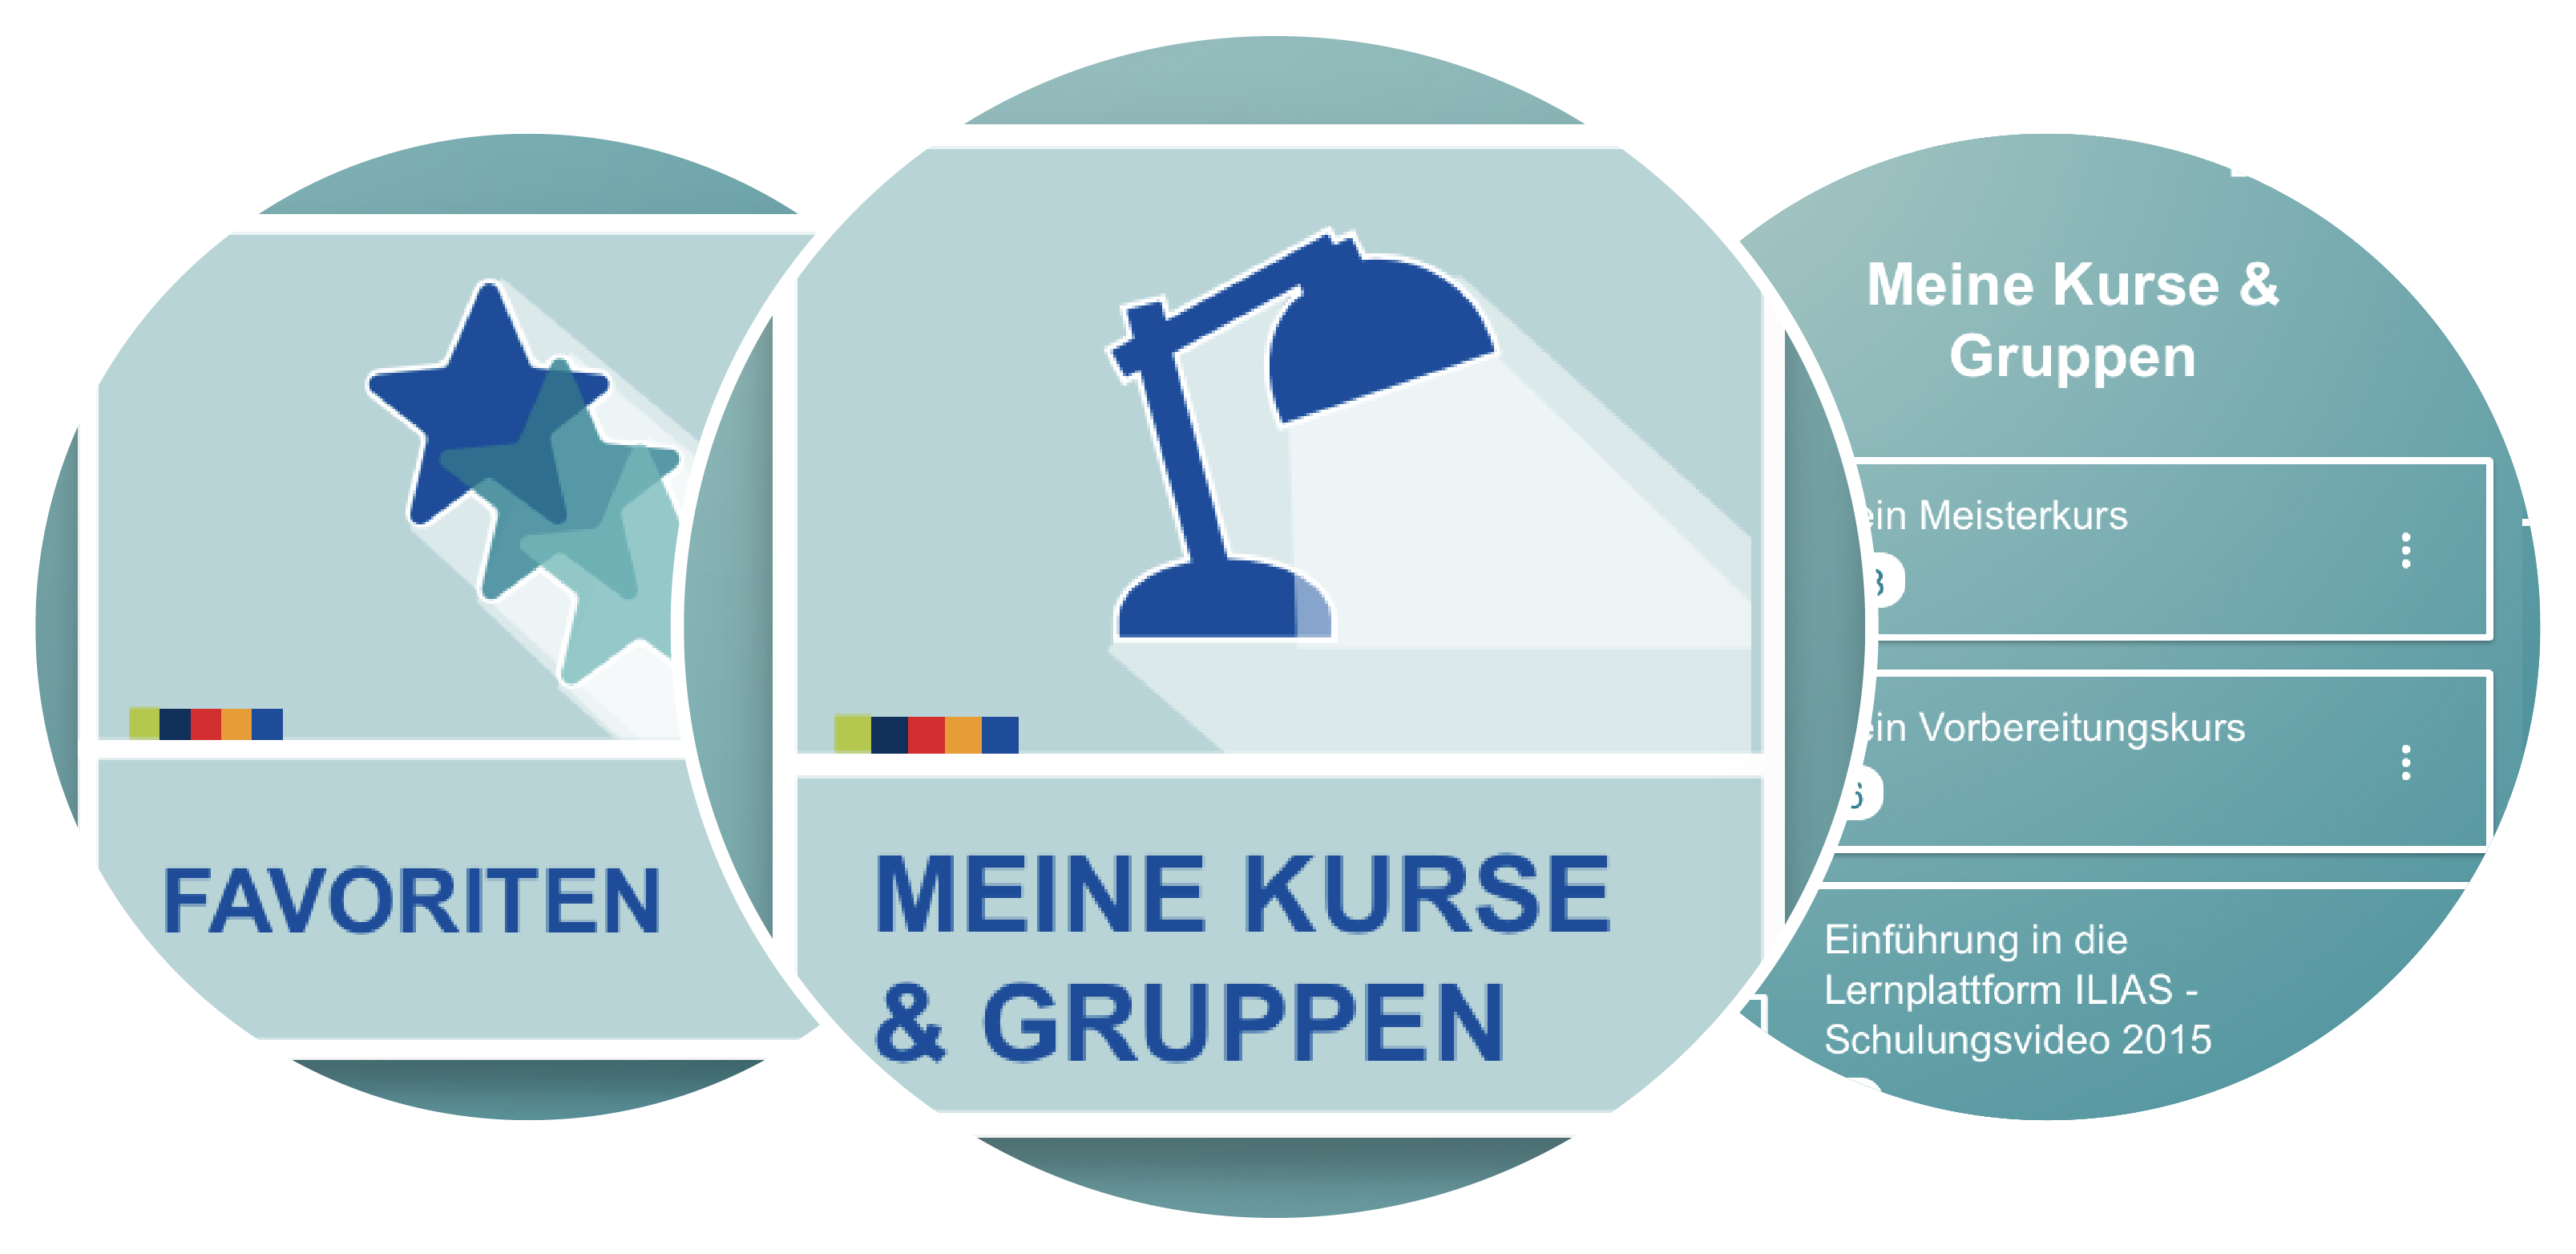 FAVORITEN
MEINE KURSE
& GRUPPEN
Meine Kurse &
Gruppen
Meisterkurs
Vorbereitungskurs
Einführung in die
Lernplattform ILIAS -
Schulungsvideo 2015